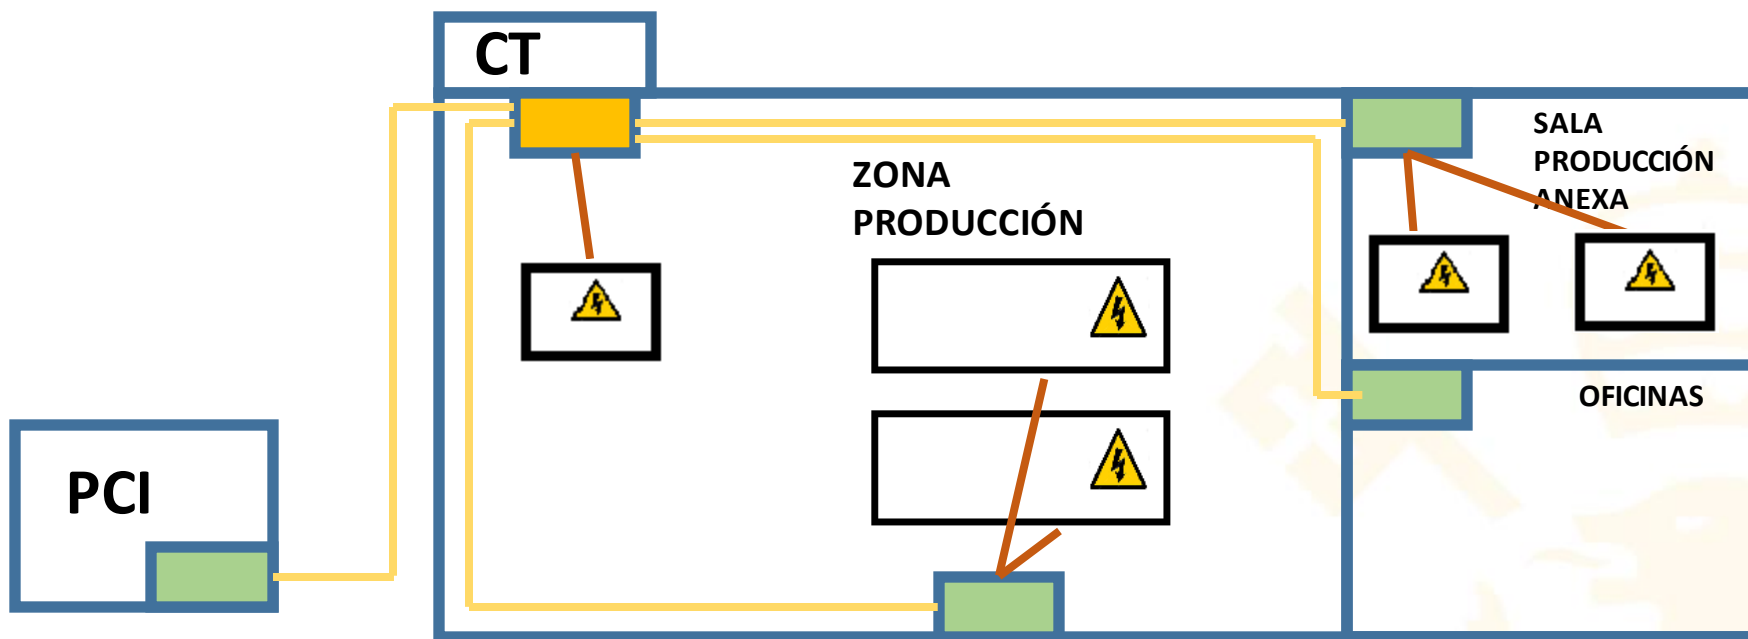 CT
ZONA
PRODUCCIÓN
SALA
PRODUCCIÓN
ANEXA
OFICINAS
PCI